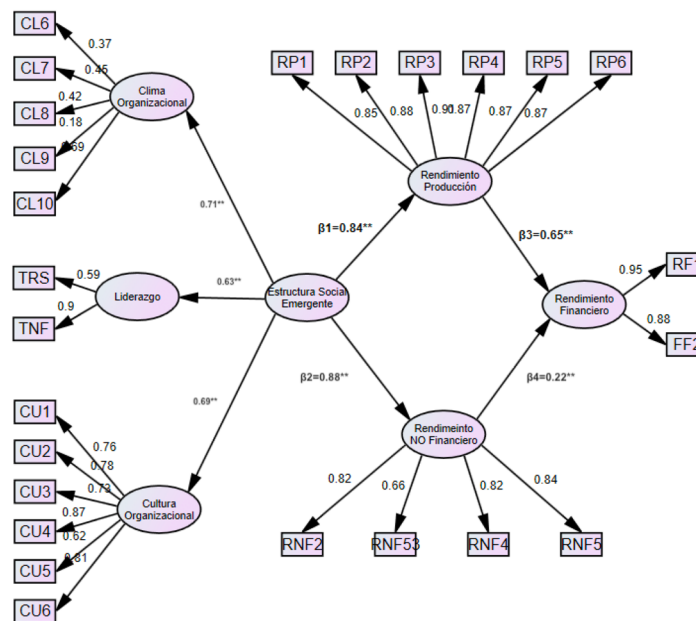 CL6
CL7
CL8
CL9
CL10
0.37
0.45
0.42
0.18
Clima
Organizacional
RP1
RP2
RP3
RP4
RP5
RP6
0.85
0.88
0.87
0.87
0.87
Rendimiento
Producción
0.71**
β1=0.84**
β3=0.65**
TRS
TNF
0.59
0.9
Liderazgo
0.63**
Estructura Social
Emergente
Rendimiento
Financiero
0.95
0.88
RF1
FF2
0.69**
β2=0.88**
β4=0.22**
CU1
CU2
CU3
CU4
CU5
CU6
0.76
0.78
0.73
0.87
0.62
0.81
Cultura
Organizacional
Rendimeinto
NO Financiero
0.82
0.66
0.82
0.84
RNF2
RNF53
RNF4
RNF5